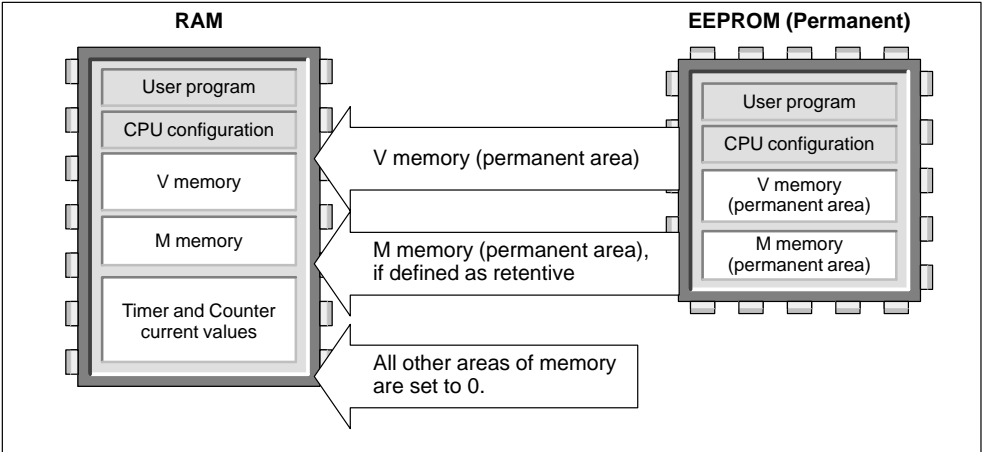 RAM
EEPROM (Permanent)
User program
CPU configuration
V memory
M memory
Timer and Counter
current values
V memory (permanent area)
M memory (permanent area),
if defined as retentive
All other areas of memory
are set to 0.
User program
CPU configuration
V memory
(permanent area)
M memory
(permanent area)